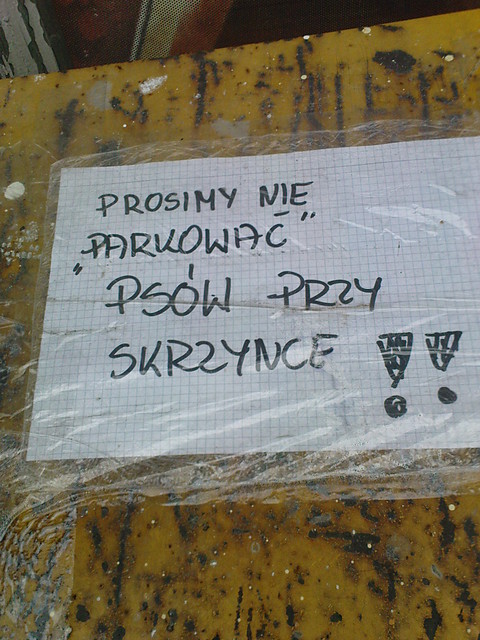 PROSIMY NIE
„PARKOWAĆ”
PSÓW PRZY
SKRZYNCE !!